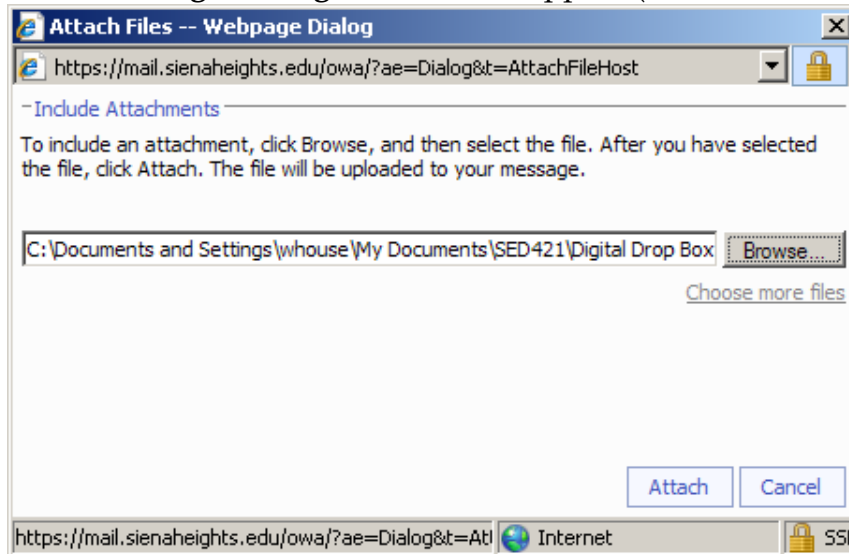 Attach Files -- Webpage Dialog
https://mail.sienaheights.edu/owa/?ae=Dialog&t=AttachFileHost
Include Attachments
To include an attachment, click Browse, and then select the file. After you have selected
the file, click Attach. The file will be uploaded to your message.
C:\Documents and Settings\whouse\My Documents\SED421\Digital Drop Box Browse...
Choose more files
Attach Cancel
https://mail.sienaheights.edu/owa/?ae=Dialog&t=Att Internet SSL